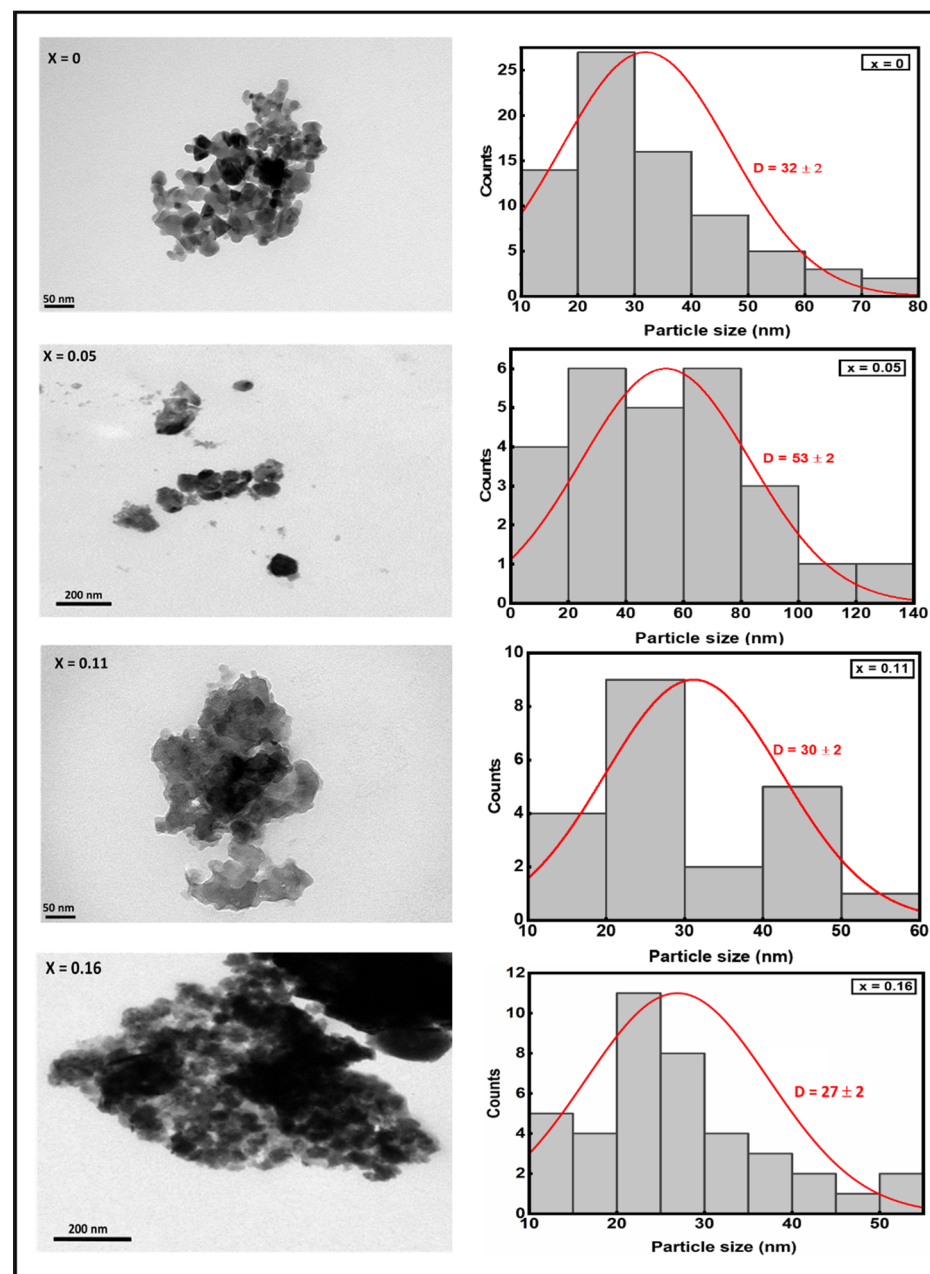 X = 0
50 nm
x = 0
D = 32 ± 2
Counts
25
20
15
10
5
0
10 20 30 40 50 60 70 80
Particle size (nm)
X = 0.05
200 nm
x = 0.05
D = 53 ± 2
Counts
6
5
4
3
2
1
0
0 20 40 60 80 100 120 140
Particle size (nm)
X = 0.11
50 nm
x = 0.11
D = 30 ± 2
Counts
10
8
6
4
2
0
10 20 30 40 50 60
Particle size (nm)
X = 0.16
200 nm
x = 0.16
D = 27 ± 2
Counts
12
10
8
6
4
2
0
10 20 30 40 50
Particle size (nm)